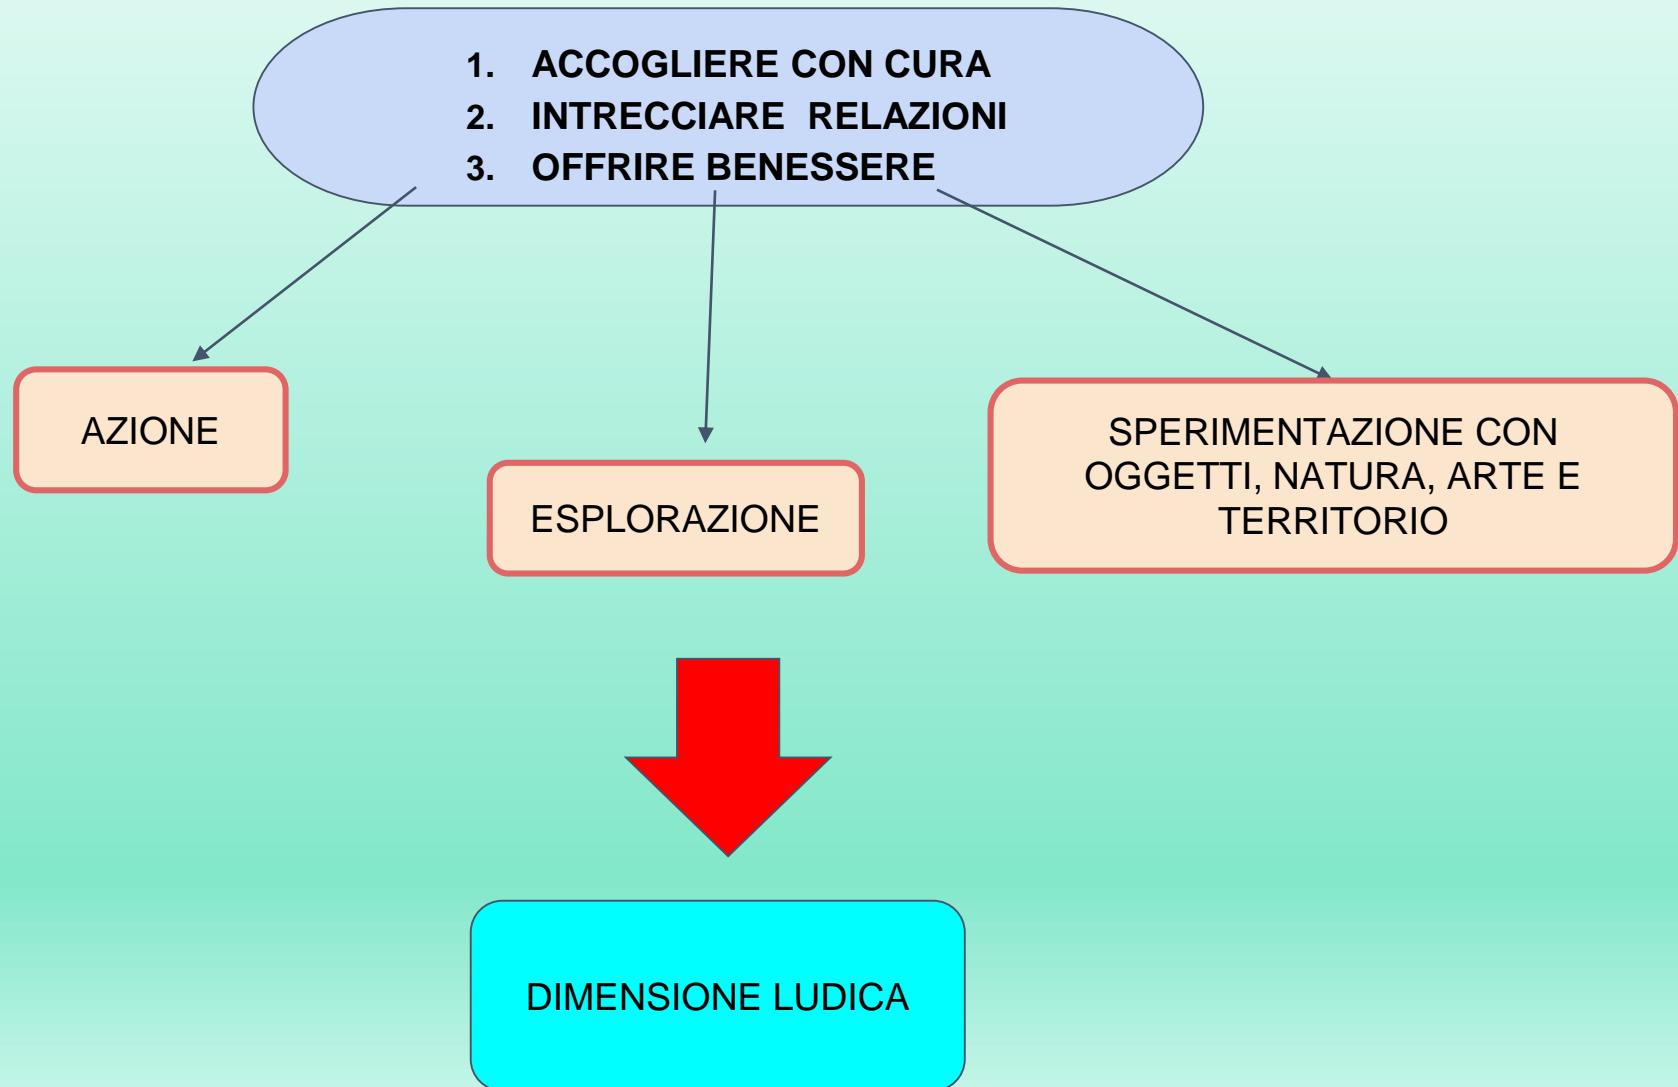 1. ACCOGLIERE CON CURA
2. INTRECCIARE RELAZIONI
3. OFFRIRE BENESSERE
AZIONE
ESPLORAZIONE
SPERIMENTAZIONE CON
OGGETTI, NATURA, ARTE E
TERRITORIO
DIMENSIONE LUDICA